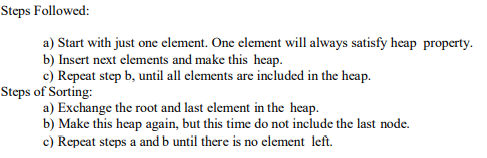 Steps Followed:
a) Start with just one element. One element will always satisfy heap property.
b) Insert next elements and make this heap.
c) Repeat step b, until all elements are included in the heap.
Steps of Sorting:
a) Exchange the root and last element in the heap.
b) Make this heap again, but this time do not include the last node.
c) Repeat steps a and b until there is no element left.